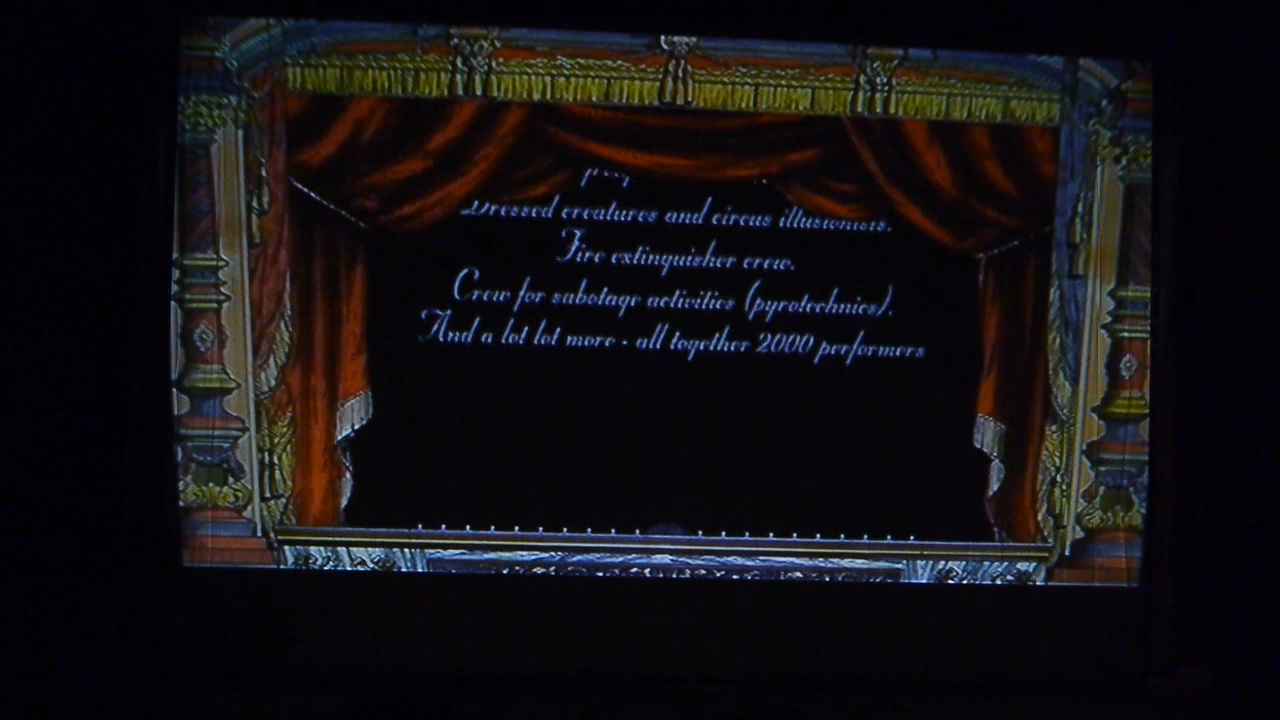 Dressed creatures and circus illusionists.
Fire extinguisher crew.
Crew for sabotage activities (pyrotechnics).
And a lot lot more - all together 2000 performers